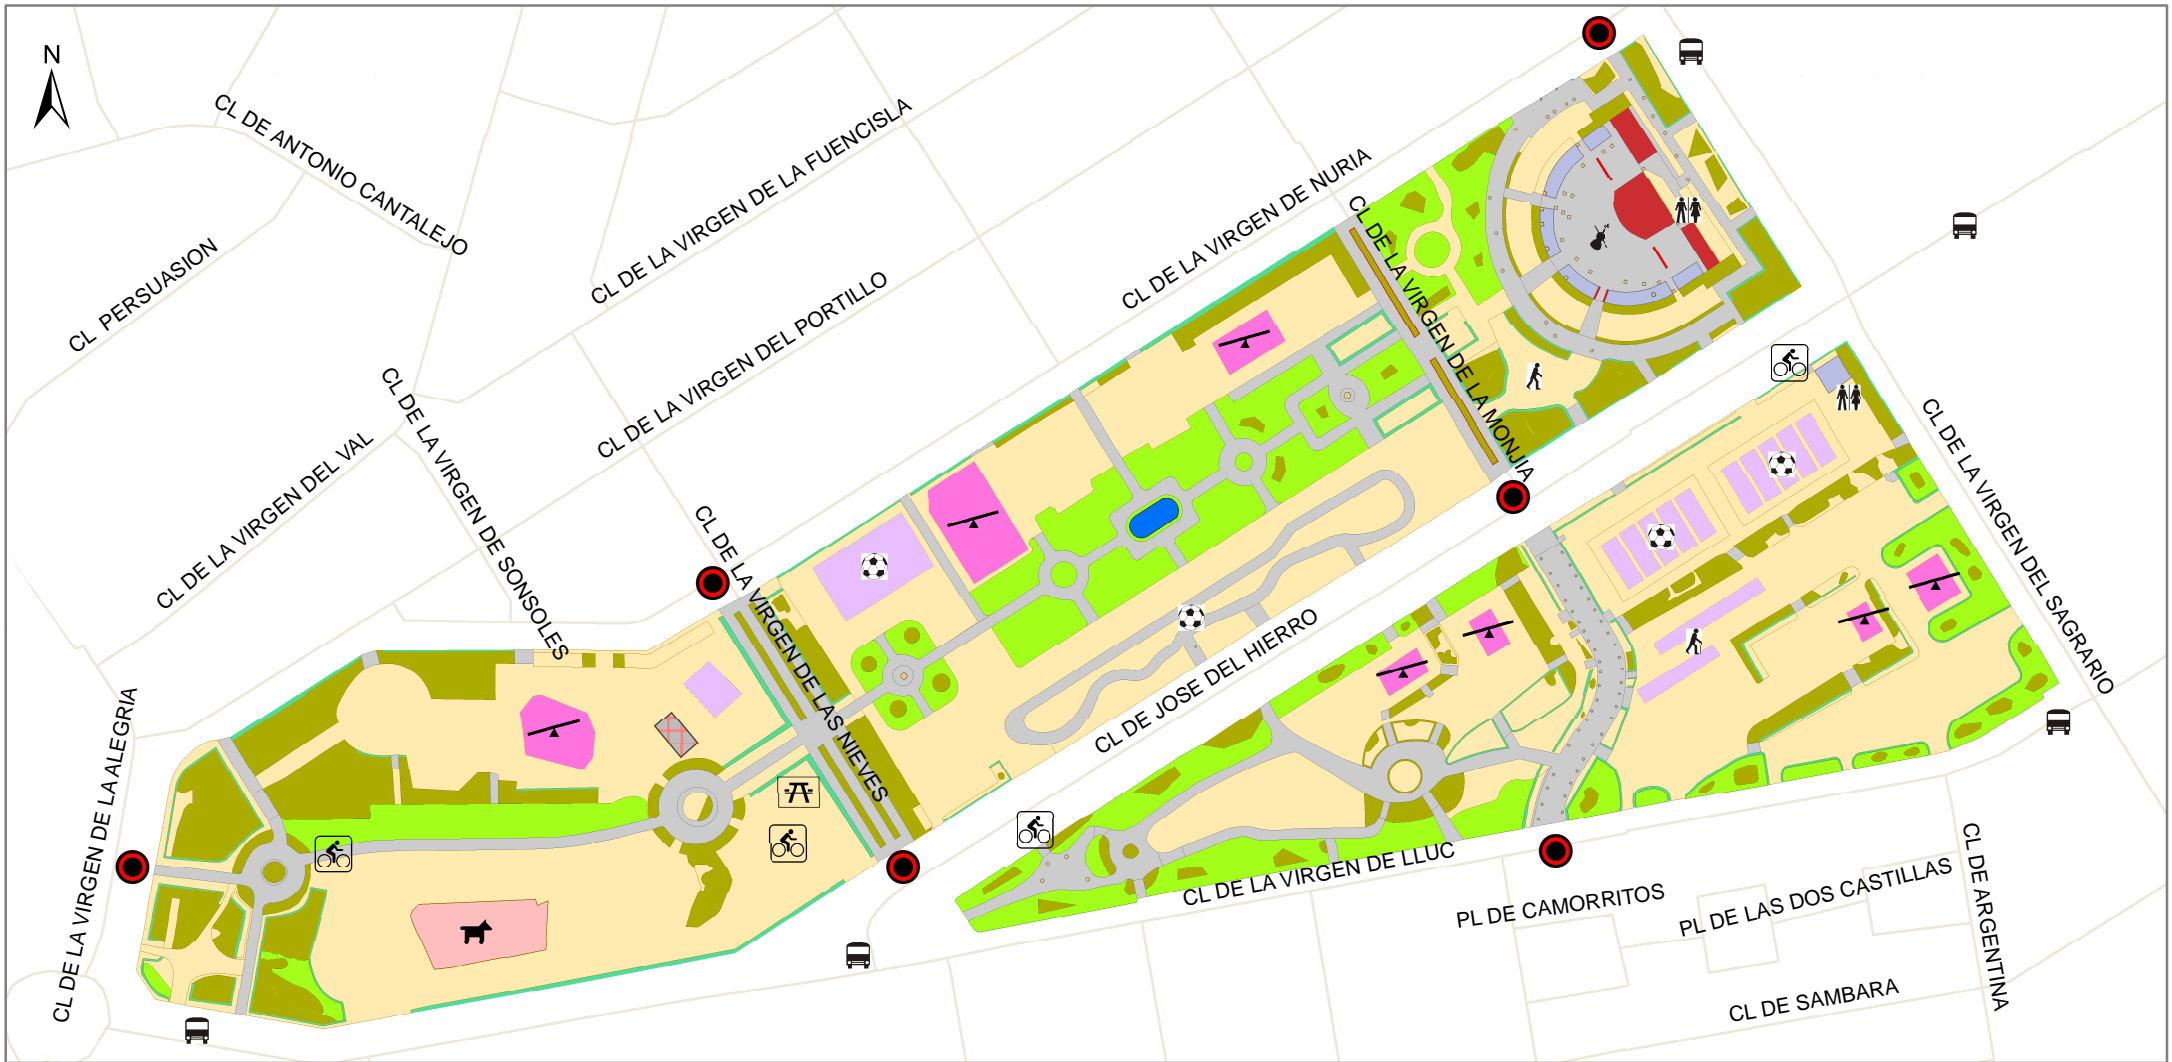 N
CL DE ANTONIO CANTALEJO
CL DE LA VIRGEN DE LA FUENCISLA
CL DE LA VIRGEN DE NURIA
CL PERSUASION
CL DE LA VIRGEN DEL PORTILLO
CL DE LA VIRGEN DE LA MONJIA
CL DE LA VIRGEN DEL VAL
CL DE LA VIRGEN DE SONSOLES
CL DE LA VIRGEN DE LAS NIEVES
CL DE LA VIRGEN DEL SAGRARIO
CL DE JOSE DEL HIERRO
CL DE LA VIRGEN DE LA ALEGRIA
CL DE LA VIRGEN DE LLUC
PL DE CAMORRITOS
PL DE LAS DOS CASTILLAS
CL DE ARGENTINA
CL DE SAMBARA